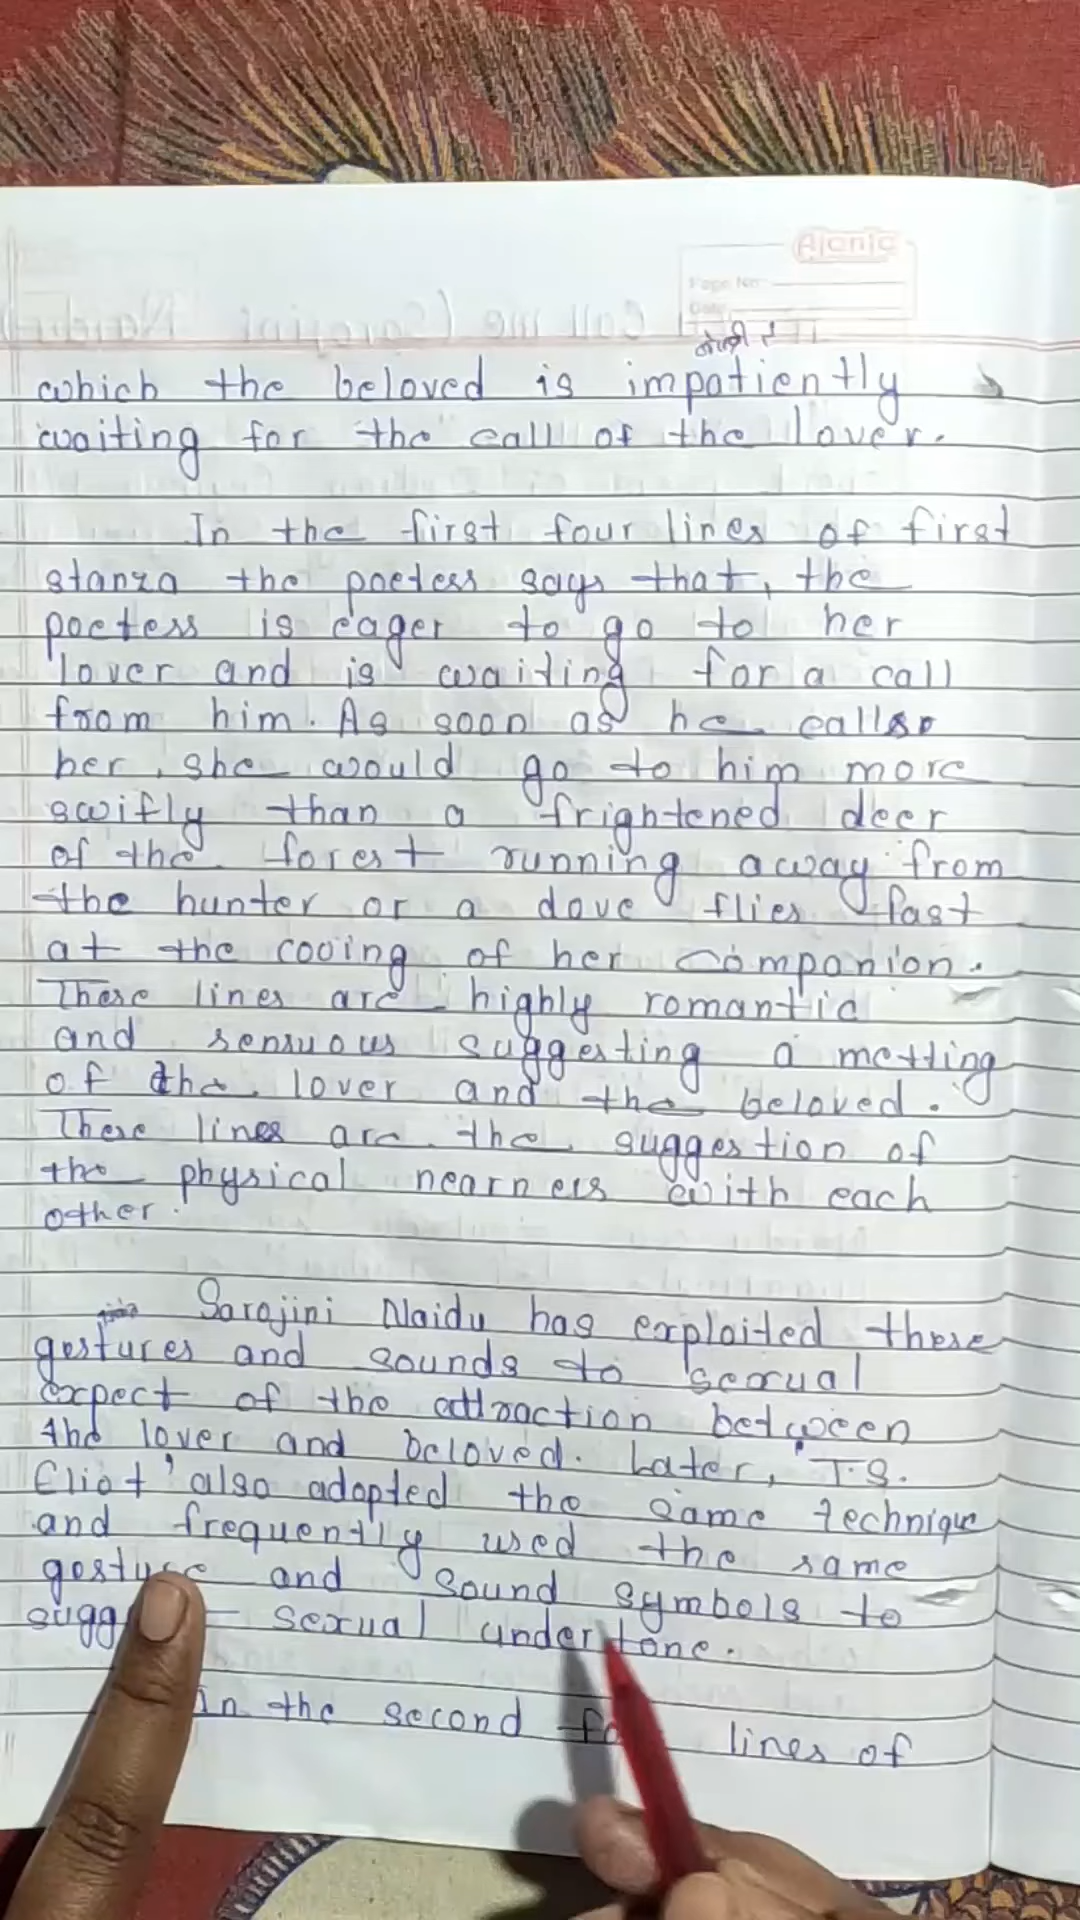 Ajanta
Page No.
Date
which the beloved is impatiently
waiting for the call of the lover.
In the first four lines of first
stanza the poetess says that, the
poetess is eager to go to her
lover and is waiting for a call
from him. As soon as he calls
her, she would go to him more
swifly than a frightened deer
of the forest running away from
the hunter or a dove flies fast
at the cooing of her companion.
These lines are highly romantic
and sensuous suggesting a metting
of the lover and the beloved.
These lines are the suggestion of
the physical nearness with each
other.
Sarojini Naidu has exploited these
gestures and sounds to sexual
expect of the attraction between
the lover and beloved. Later, T.S.
Eliot also adopted the same technique
and frequently used the same
gesture and sound symbols to
sexual undertone.
In the second lines of